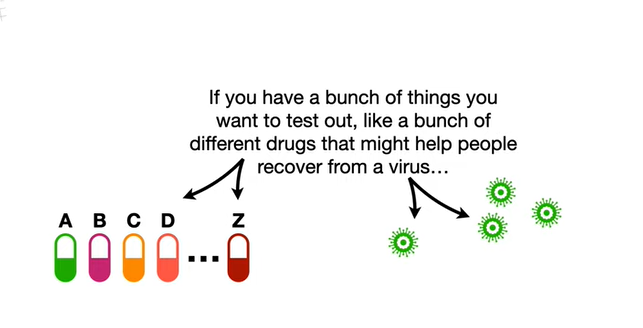 If you have a bunch of things you
want to test out, like a bunch of
different drugs that might help people
recover from a virus…
A B C D ... Z